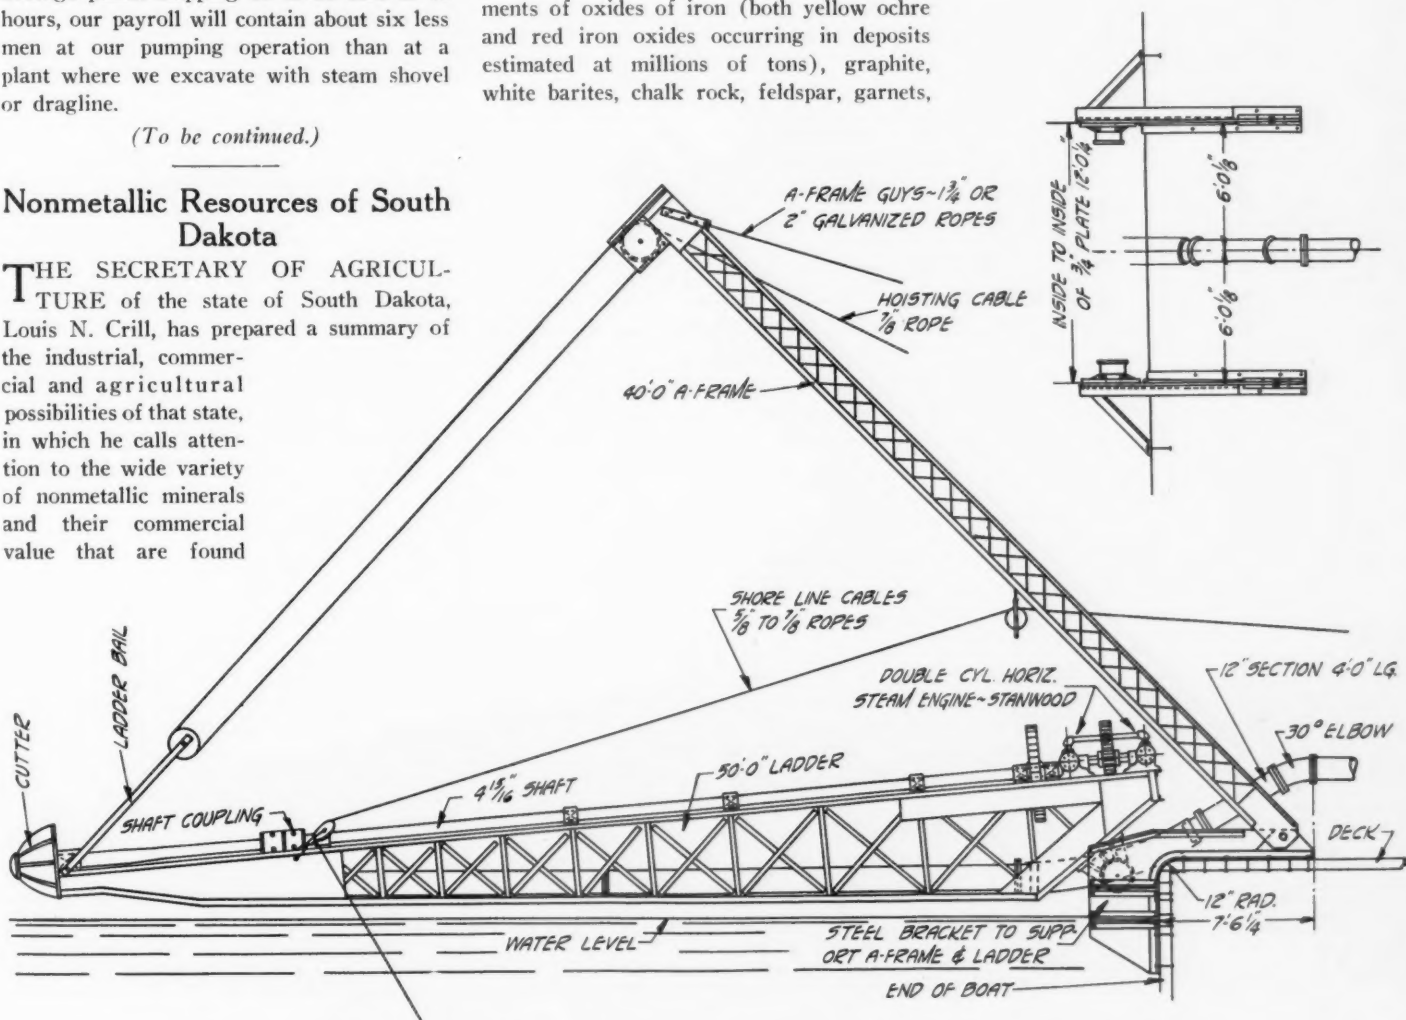 hours, our payroll will contain about six less
men at our pumping operation than at a
plant where we excavate with steam shovel
or dragline.
(To be continued.)
Nonmetallic Resources of South
Dakota
THE SECRETARY OF AGRICUL-
TURE of the state of South Dakota,
Louis N. Crill, has prepared a summary of
the industrial, commer-
cial and agricultural
possibilities of that state,
in which he calls atten-
tion to the wide variety
of nonmetallic minerals
and their commercial
value that are found
ments of oxides of iron (both yellow ochre
and red iron oxides occurring in deposits
estimated at millions of tons), graphite,
white barites, chalk rock, feldspar, garnets,
A-FRAME GUYS~1¾" OR
2" GALVANIZED ROPES
HOISTING CABLE
⅞" ROPE
40'-0" A-FRAME
INSIDE TO INSIDE
OF ¾" PLATE 12'-0¼"
6'-0⅛"
6'-0⅛"
SHORE LINE CABLES
⅝" TO ⅞" ROPES
DOUBLE CYL. HORIZ.
STEAM ENGINE~STANWOOD
12" SECTION 4'-0" LG.
30° ELBOW
LADDER BAIL
CUTTER
SHAFT COUPLING
4 15/16" SHAFT
50'-0" LADDER
DECK
12" RAD.
7'-6¼"
WATER LEVEL
STEEL BRACKET TO SUPP-
ORT A-FRAME & LADDER
END OF BOAT